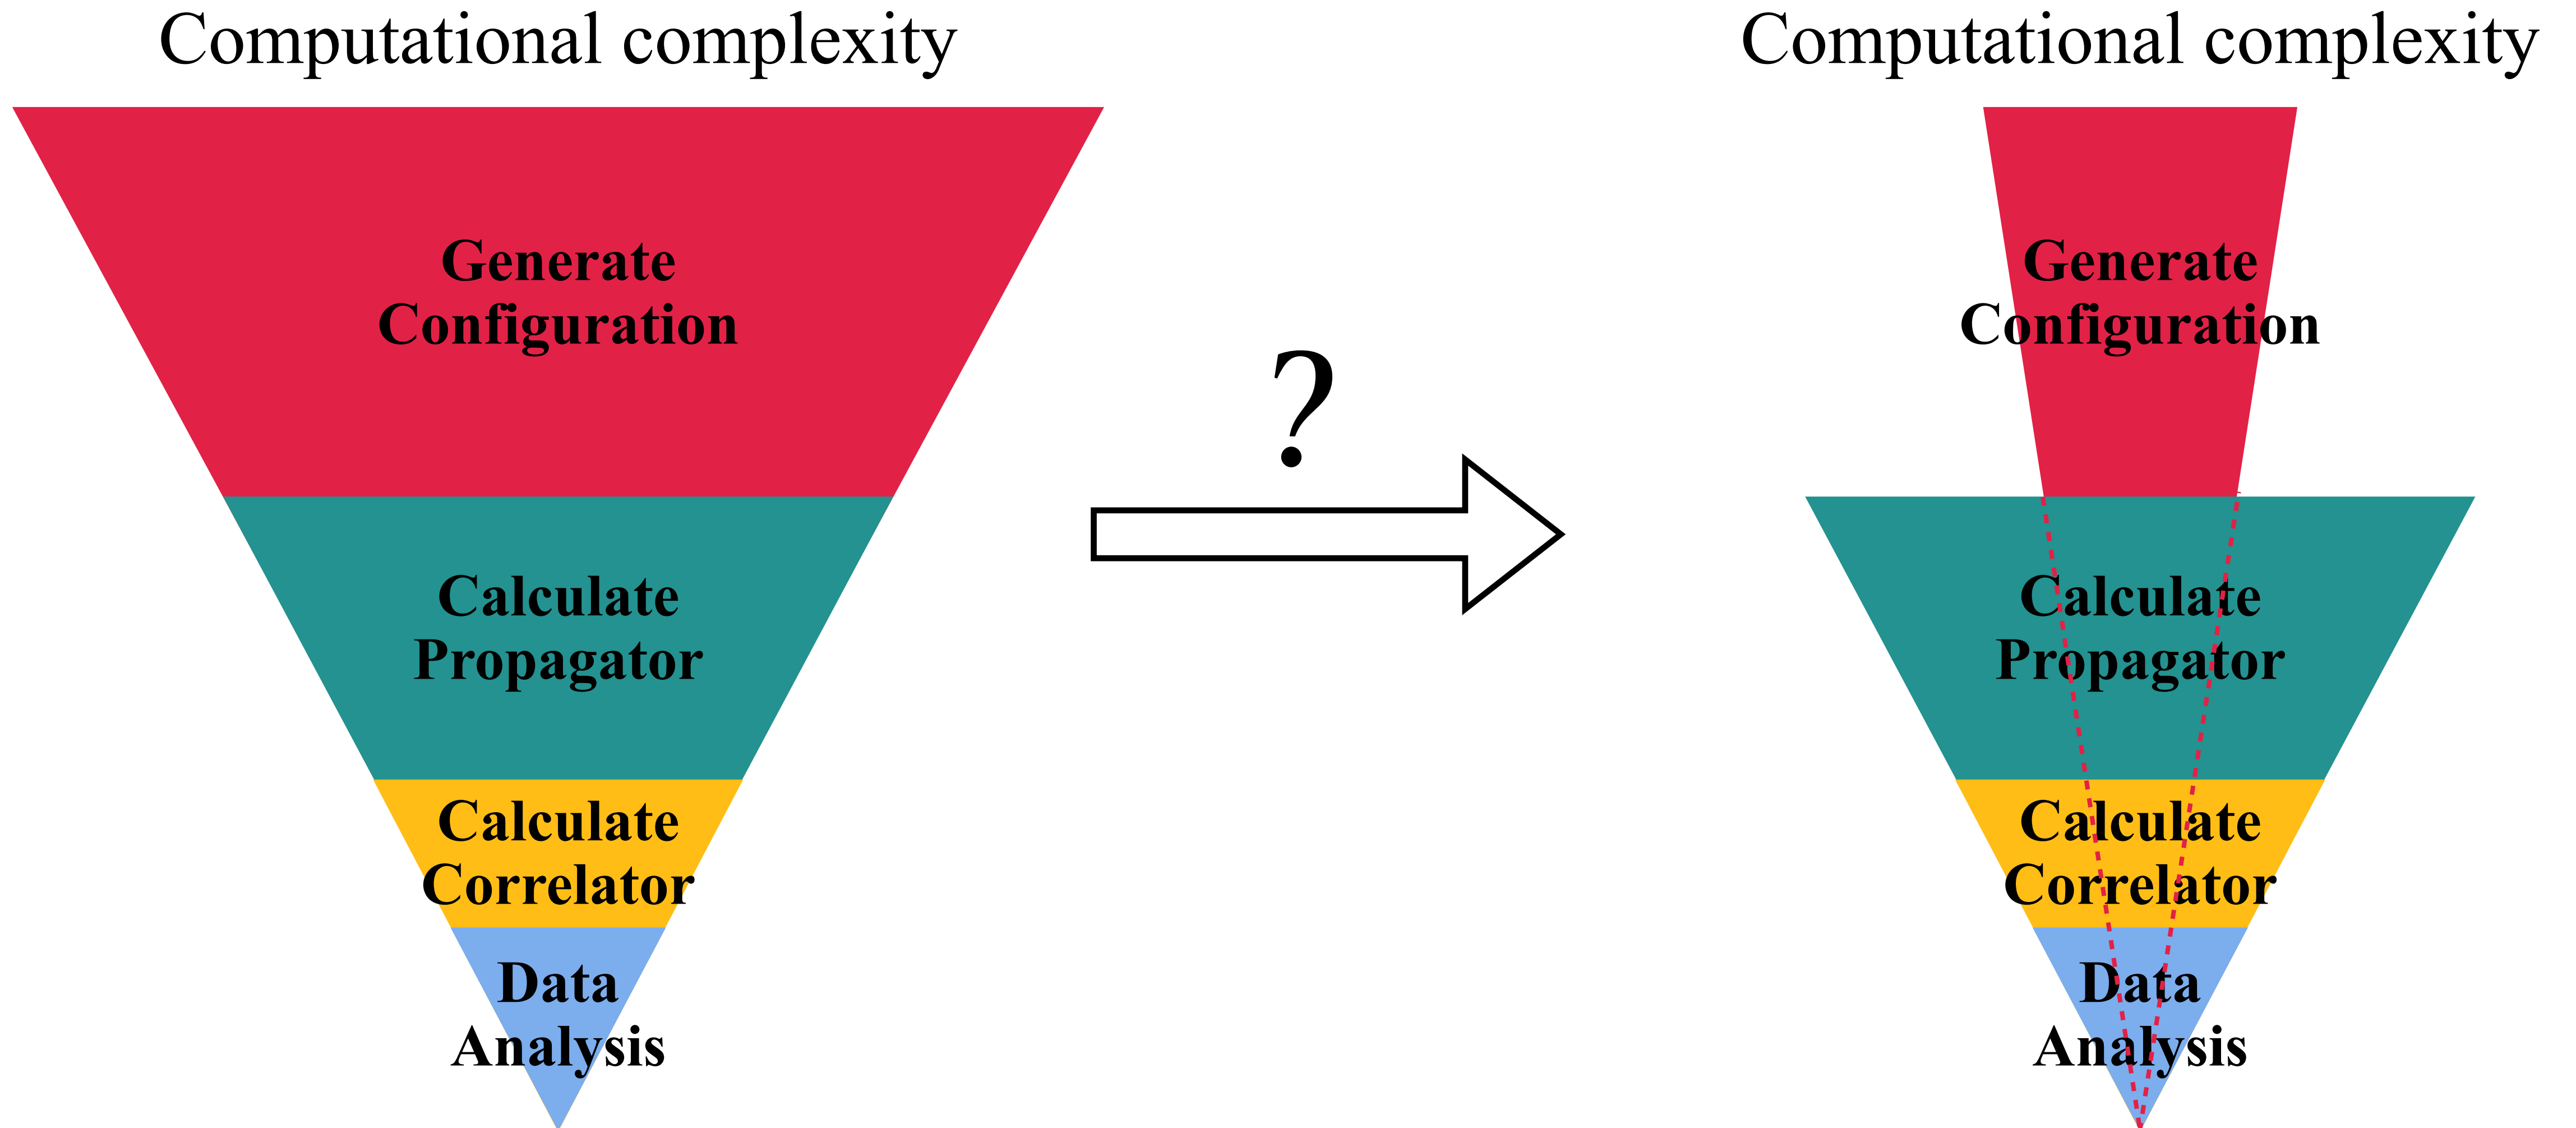 Computational complexity
Generate
Configuration
Calculate
Propagator
Calculate
Correlator
Data
Analysis
?
Computational complexity
Generate
Configuration
Calculate
Propagator
Calculate
Correlator
Data
Analysis